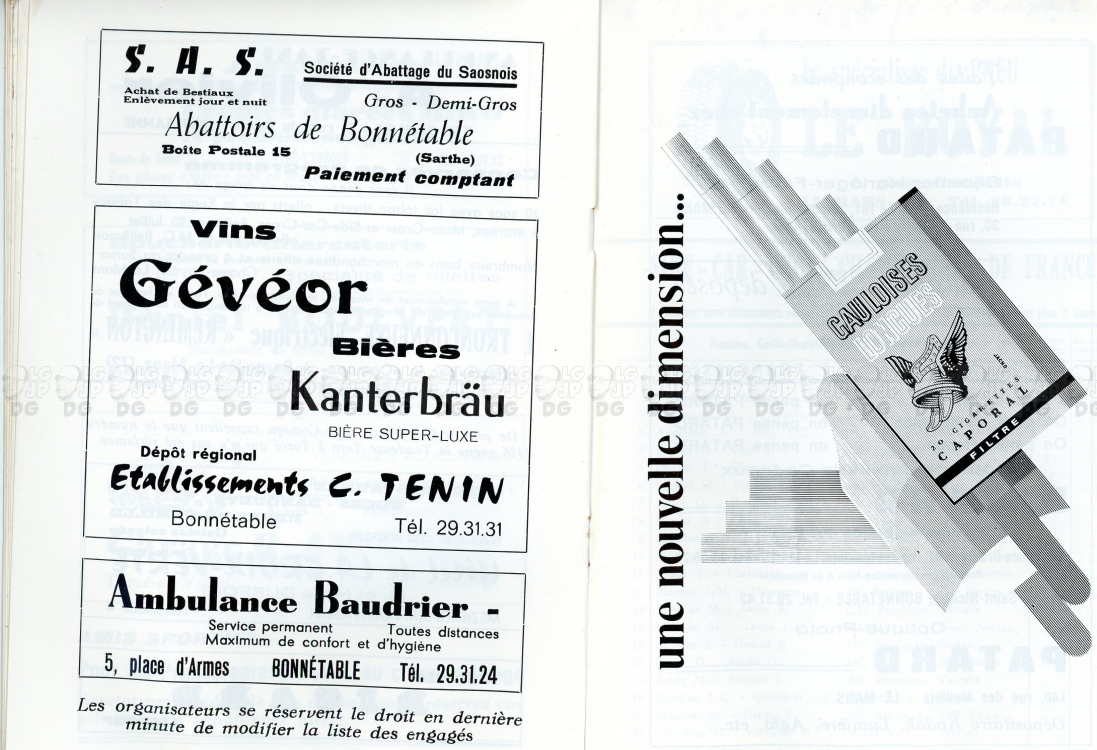 S. A. S.
Société d'Abattage du Saosnois
Achat de Bestiaux
Enlèvement jour et nuit
Gros - Demi-Gros
Abattoirs de Bonnétable
Boîte Postale 15
(Sarthe)
Paiement comptant
Vins
Gévéor
Bières
Kanterbräu
BIÈRE SUPER-LUXE
Dépôt régional
Etablissements C. TENIN
Bonnétable
Tél. 29.31.31
Ambulance Baudrier -
Service permanent
Toutes distances
Maximum de confort et d'hygiène
5, place d'Armes BONNÉTABLE Tél. 29.31.24
Les organisateurs se réservent le droit en dernière
minute de modifier la liste des engagés
une nouvelle dimension...
GAULOISES
LONGUES
20 CIGARETTES
CAPORAL
FILTRE